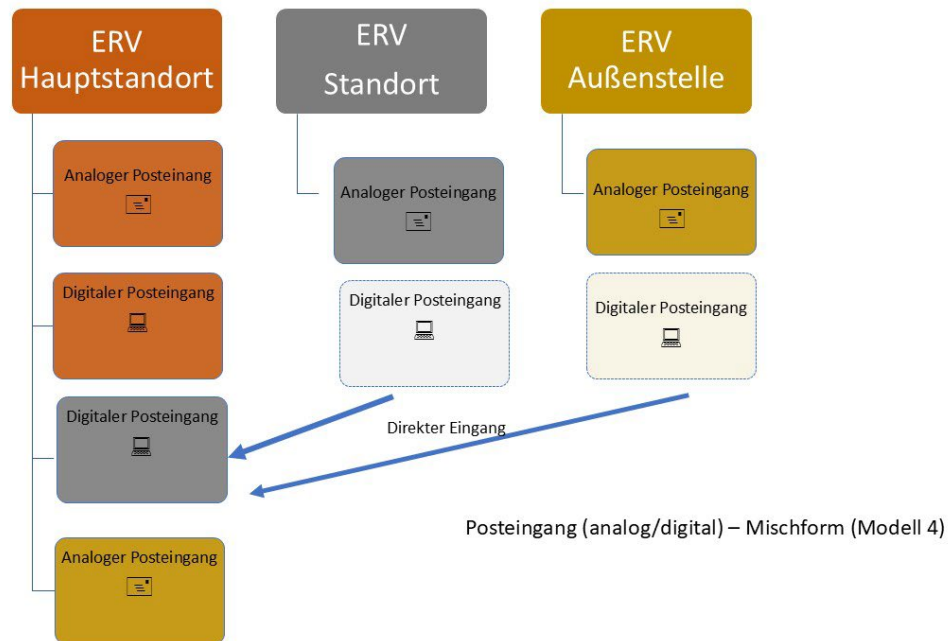 ERV
Hauptstandort
Analoger Posteinang
Digitaler Posteingang
Digitaler Posteingang
Analoger Posteingang
ERV
Standort
Analoger Posteingang
Digitaler Posteingang
ERV
Außenstelle
Analoger Posteingang
Digitaler Posteingang
Direkter Eingang
Posteingang (analog/digital) – Mischform (Modell 4)